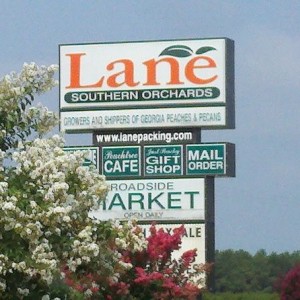 Lane
SOUTHERN ORCHARDS
GROWERS AND SHIPPERS OF GEORGIA PEACHES & PECANS
www.lanepacking.com
Peachtree
CAFE
Just Peachy
GIFT
SHOP
MAIL
ORDER
ROADSIDE
MARKET
OPEN DAILY